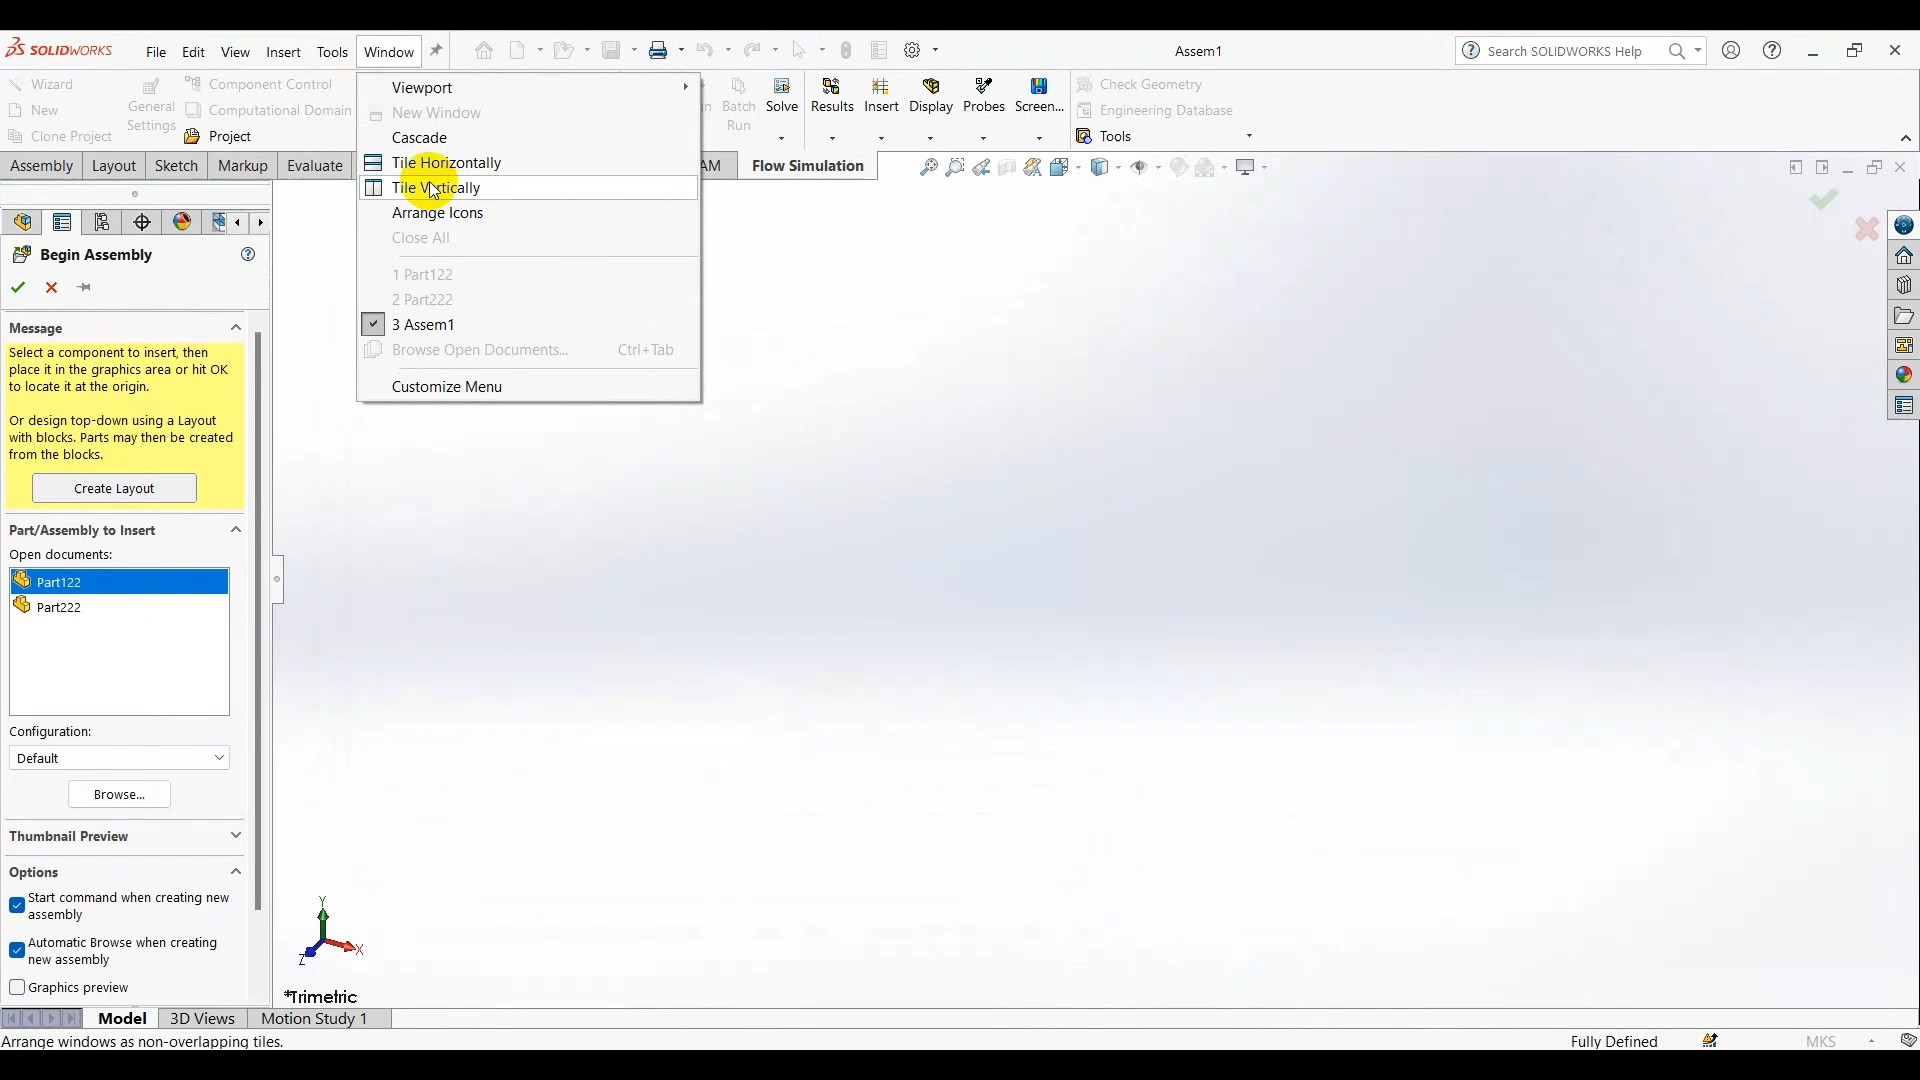 SOLIDWORKS
File Edit View Insert Tools Window
Assem1
Search SOLIDWORKS Help
Wizard
New
Clone Project
General
Settings
Component Control
Computational Domain
Project
Batch
Run
Solve
Results
Insert
Display
Probes
Screen...
Check Geometry
Engineering Database
Tools
Assembly Layout Sketch Markup Evaluate AM Flow Simulation
Viewport
New Window
Cascade
Tile Horizontally
Tile Vertically
Arrange Icons
Close All
1 Part122
2 Part222
3 Assem1
Browse Open Documents... Ctrl+Tab
Customize Menu
Begin Assembly
Message
Select a component to insert, then
place it in the graphics area or hit OK
to locate it at the origin.
Or design top-down using a Layout
with blocks. Parts may then be created
from the blocks.
Create Layout
Part/Assembly to Insert
Open documents:
Part122
Part222
Configuration:
Default
Browse...
Thumbnail Preview
Options
Start command when creating new
assembly
Automatic Browse when creating
new assembly
Graphics preview
Y
X
Z
*Trimetric
Model 3D Views Motion Study 1
Arrange windows as non-overlapping tiles.
Fully Defined
MKS